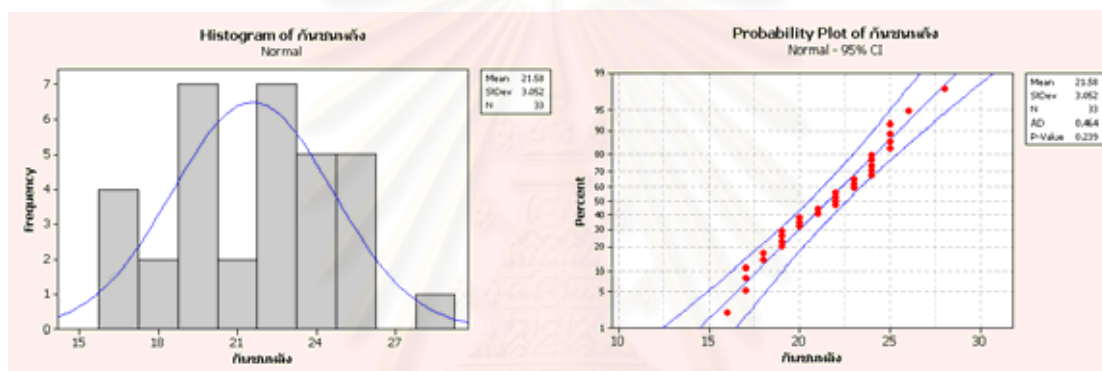 Histogram of กันชนหลัง
Normal
Frequency
7
6
5
4
3
2
1
0
15 18 21 24 27
กันชนหลัง
Mean 21.58
StDev 3.052
N 33
Probability Plot of กันชนหลัง
Normal - 95% CI
Percent
99
95
90
80
70
60
50
40
30
20
10
5
1
10 15 20 25 30
กันชนหลัง
Mean 21.58
StDev 3.052
N 33
AD 0.464
P-Value 0.239